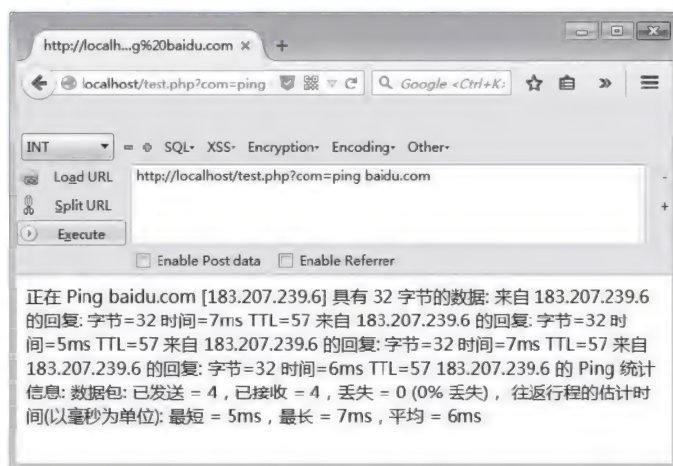 http://localh...g%20baidu.com × +
localhost/test.php?com=ping
Google <Ctrl+K>
INT
SQL- XSS- Encryption- Encoding- Other-
Load URL
http://localhost/test.php?com=ping baidu.com
Split URL
Execute
Enable Post data Enable Referrer
正在 Ping baidu.com [183.207.239.6] 具有 32 字节的数据: 来自 183.207.239.6
的回复: 字节=32 时间=7ms TTL=57 来自 183.207.239.6 的回复: 字节=32 时
间=5ms TTL=57 来自 183.207.239.6 的回复: 字节=32 时间=7ms TTL=57 来自
183.207.239.6 的回复: 字节=32 时间=6ms TTL=57 183.207.239.6 的 Ping 统计
信息: 数据包: 已发送 = 4，已接收 = 4，丢失 = 0 (0% 丢失)， 往返行程的估计时
间(以毫秒为单位): 最短 = 5ms，最长 = 7ms，平均 = 6ms